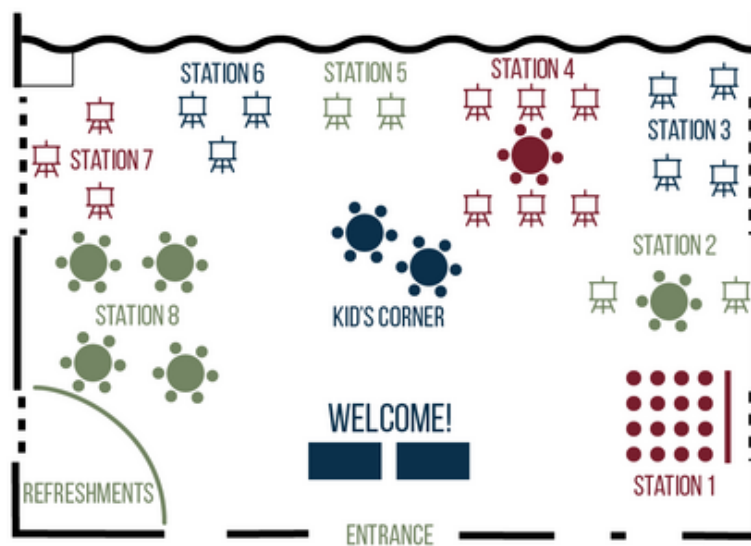 STATION 6
STATION 5
STATION 4
STATION 3
STATION 7
STATION 2
STATION 8
KID'S CORNER
WELCOME!
STATION 1
REFRESHMENTS
ENTRANCE